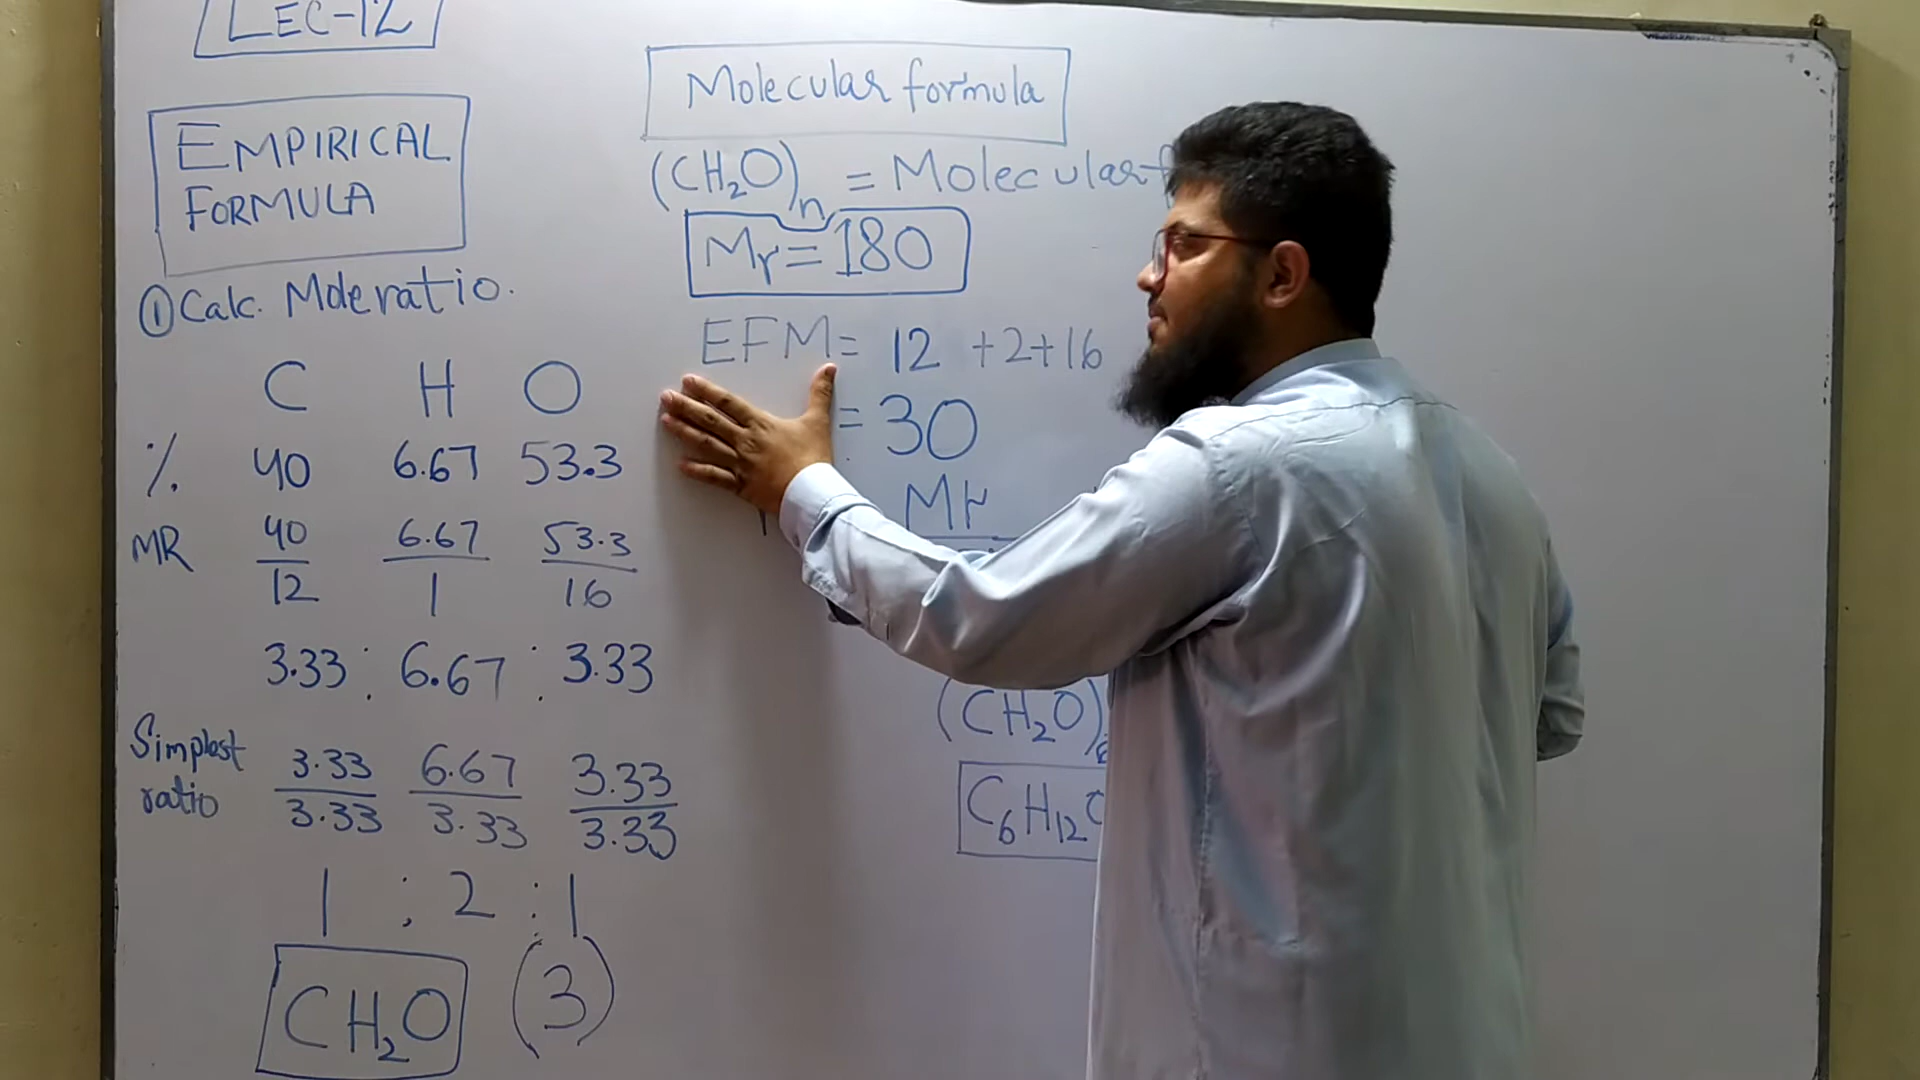 LEC-12
EMPIRICAL
FORMULA
① Calc. Moleratio.
C H O
% 40 6.67 53.3
MR 40/12 6.67/1 53.3/16
3.33 : 6.67 : 3.33
Simplest
ratio 3.33/3.33 6.67/3.33 3.33/3.33
1 : 2 : 1
CH₂O (3)
Molecular formula
(CH₂O)n = Molecular f
Mr = 180
EFM = 12 + 2 + 16
= 30
Mr
(CH₂O)₆
C₆H₁₂O